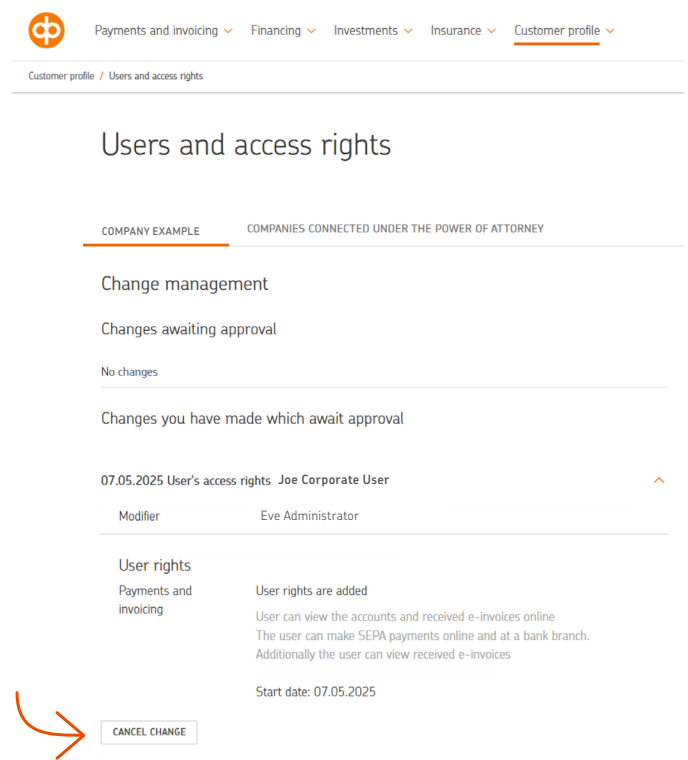 Payments and invoicing Financing Investments Insurance Customer profile
Customer profile / Users and access rights
Users and access rights
COMPANY EXAMPLE COMPANIES CONNECTED UNDER THE POWER OF ATTORNEY
Change management
Changes awaiting approval
No changes
Changes you have made which await approval
07.05.2025 User's access rights Joe Corporate User
Modifier Eve Administrator
User rights
Payments and invoicing User rights are added
User can view the accounts and received e-invoices online
The user can make SEPA payments online and at a bank branch.
Additionally the user can view received e-invoices
Start date: 07.05.2025
CANCEL CHANGE